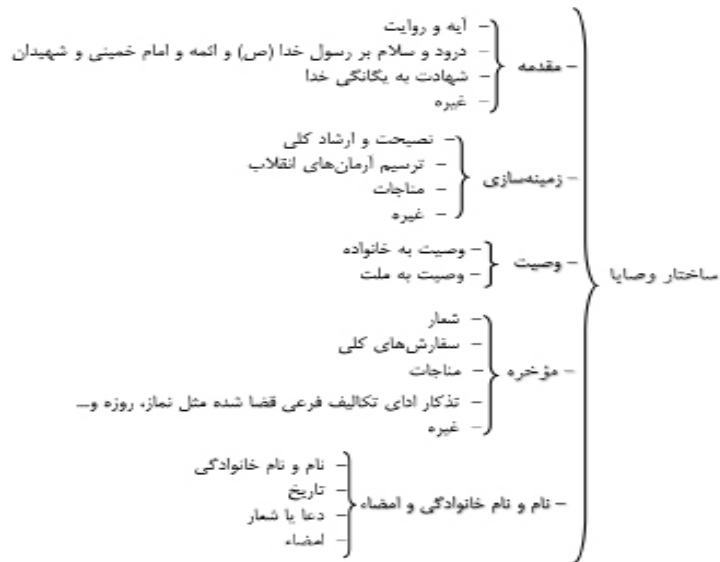 ساختار وصایا
- مقدمه
- آیه و روایت
- درود و سلام بر رسول خدا (ص) و ائمه و امام خمینی و شهیدان
- شهادت به یگانگی خدا
- غیره
- زمینه‌سازی
- نصیحت و ارشاد کلی
- ترسیم آرمان‌های انقلاب
- مناجات
- غیره
- وصیت
- وصیت به خانواده
- وصیت به ملت
- مؤخره
- شعار
- سفارش‌های کلی
- مناجات
- تذکار ادای تکالیف فرعی قضا شده مثل نماز، روزه و...
- غیره
- نام و نام خانوادگی و امضاء
- نام و نام خانوادگی
- تاریخ
- دعا یا شعار
- امضاء